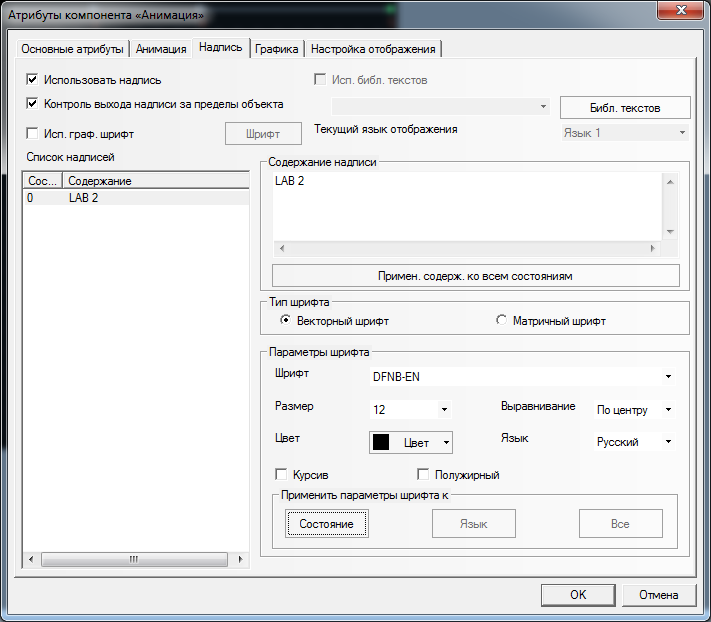 Атрибуты компонента «Анимация»
Основные атрибуты
Анимация
Надпись
Графика
Настройка отображения
Использовать надпись
Исп. библ. текстов
Контроль выхода надписи за пределы объекта
Библ. текстов
Исп. граф. шрифт
Шрифт
Текущий язык отображения
Язык 1
Список надписей
Сос...
Содержание
0
LAB 2
Содержание надписи
LAB 2
Примен. содерж. ко всем состояниям
Тип шрифта
Векторный шрифт
Матричный шрифт
Параметры шрифта
Шрифт
DFNB-EN
Размер
12
Выравнивание
По центру
Цвет
Цвет
Язык
Русский
Курсив
Полужирный
Применить параметры шрифта к
Состояние
Язык
Все
OK
Отмена